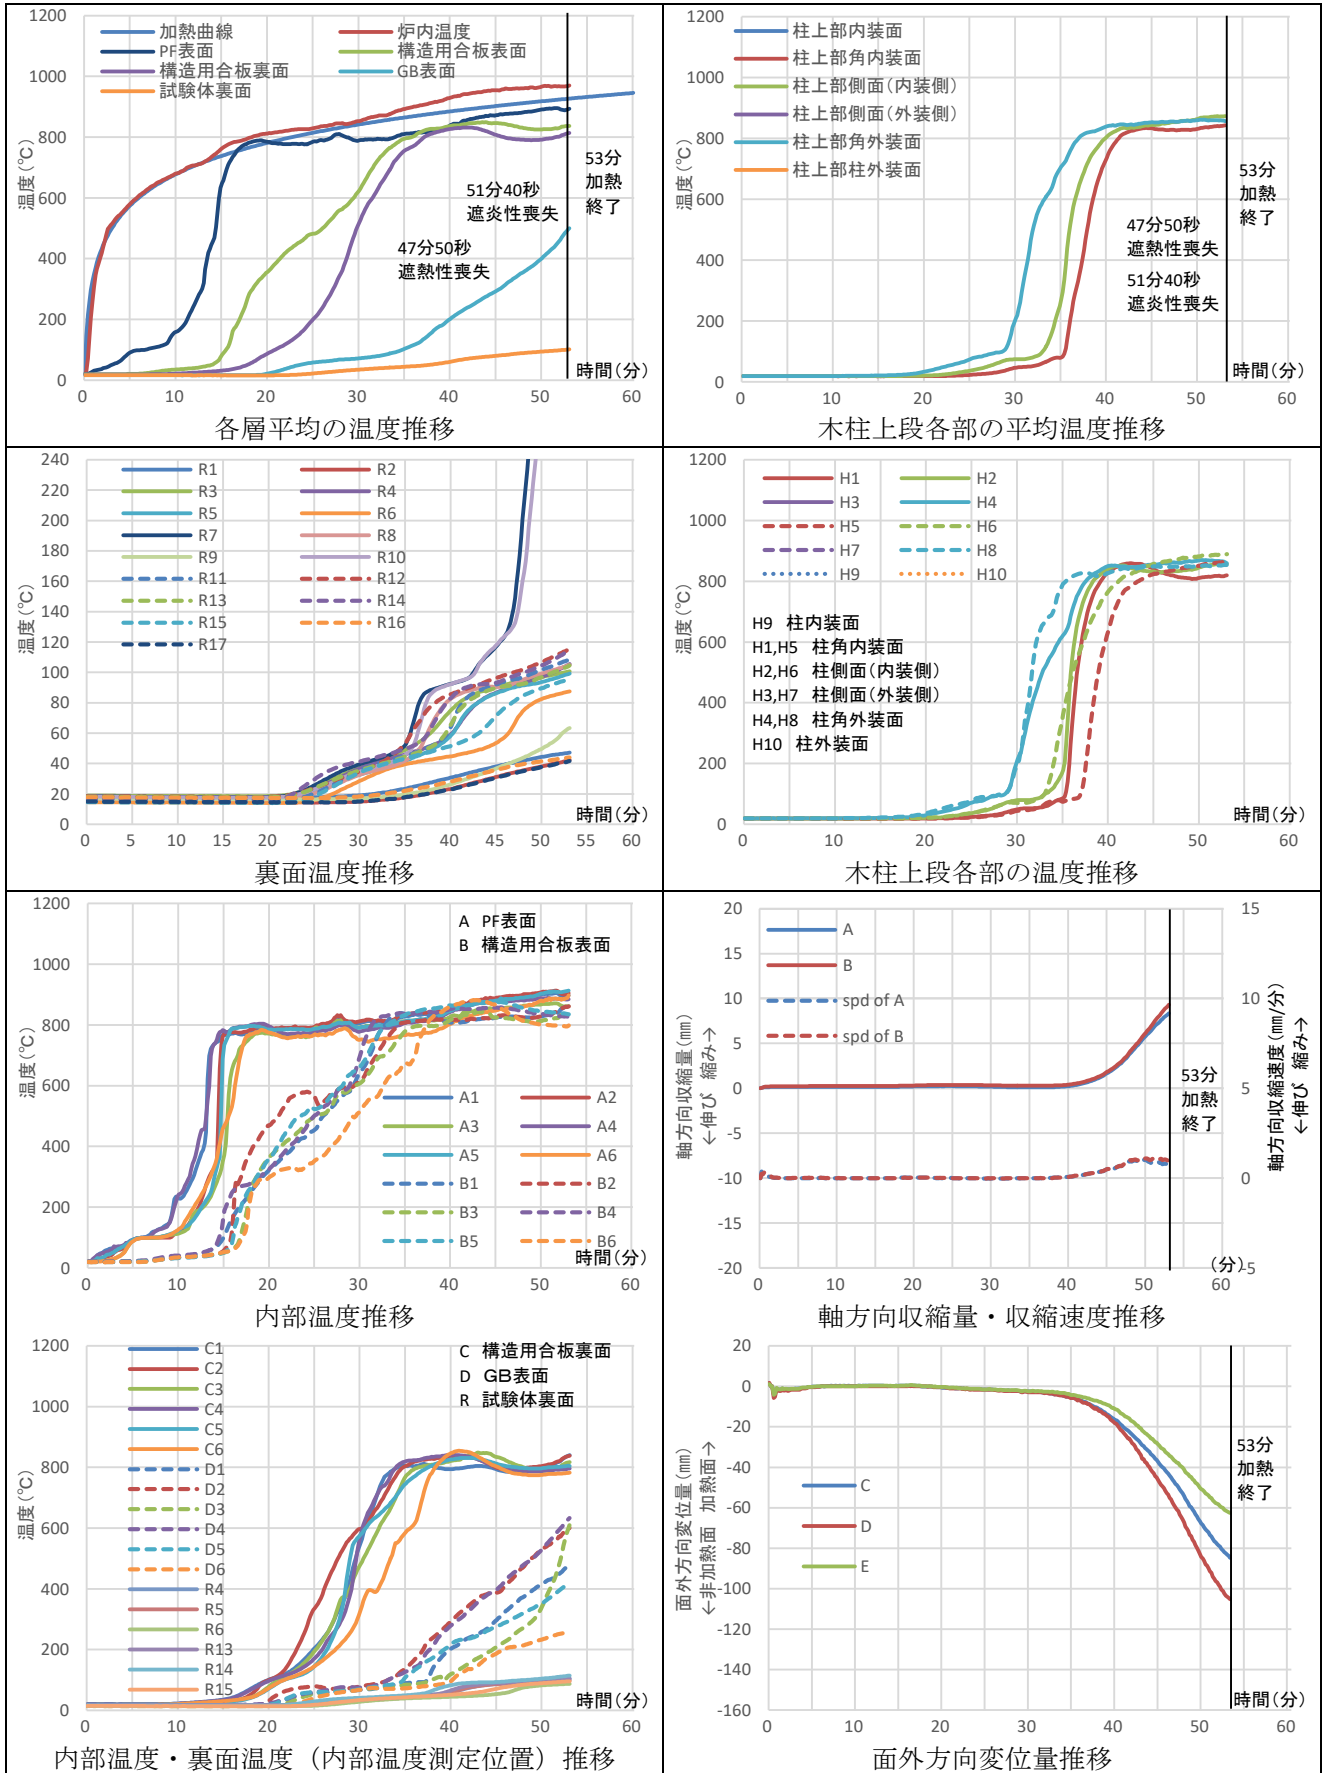 1200
1000
800
600
400
200
0
温度(℃)
加熱曲線
炉内温度
PF表面
構造用合板表面
構造用合板裏面
GB表面
試験体裏面
53分
加熱
終了
51分40秒
遮炎性喪失
47分50秒
遮熱性喪失
時間(分)
0 10 20 30 40 50 60
各層平均の温度推移
1200
1000
800
600
400
200
0
温度(℃)
柱上部内装面
柱上部角内装面
柱上部側面(内装側)
柱上部側面(外装側)
柱上部角外装面
柱上部柱外装面
53分
加熱
終了
47分50秒
遮熱性喪失
51分40秒
遮炎性喪失
時間(分)
0 10 20 30 40 50 60
木柱上段各部の平均温度推移
240
220
200
180
160
140
120
100
80
60
40
20
0
温度(℃)
R1 R2
R3 R4
R5 R6
R7 R8
R9 R10
R11 R12
R13 R14
R15 R16
R17
時間(分)
0 5 10 15 20 25 30 35 40 45 50 55 60
裏面温度推移
1200
1000
800
600
400
200
0
温度(℃)
H1 H2
H3 H4
H5 H6
H7 H8
H9 H10
H9 柱内装面
H1,H5 柱角内装面
H2,H6 柱側面(内装側)
H3,H7 柱側面(外装側)
H4,H8 柱角外装面
H10 柱外装面
時間(分)
0 10 20 30 40 50 60
木柱上段各部の温度推移
1200
1000
800
600
400
200
0
温度(℃)
A PF表面
B 構造用合板表面
A1 A2
A3 A4
A5 A6
B1 B2
B3 B4
B5 B6
時間(分)
0 10 20 30 40 50 60
内部温度推移
20
15
10
5
0
-5
-10
-15
-20
軸方向収縮量(㎜)
←伸び 縮み→
A
B
spd of A
spd of B
53分
加熱
終了
15
10
5
0
-5
軸方向収縮速度(㎜/分)
←伸び 縮み→
(分)
0 10 20 30 40 50 60
軸方向収縮量・収縮速度推移
1200
1000
800
600
400
200
0
温度(℃)
C1
C2
C3
C4
C5
C6
D1
D2
D3
D4
D5
D6
R4
R5
R6
R13
R14
R15
C 構造用合板裏面
D GB表面
R 試験体裏面
時間(分)
0 10 20 30 40 50 60
内部温度・裏面温度（内部温度測定位置）推移
20
0
-20
-40
-60
-80
-100
-120
-140
-160
面外方向変位量(㎜)
←非加熱面 加熱面→
C
D
E
53分
加熱
終了
時間(分)
0 10 20 30 40 50 60
面外方向変位量推移